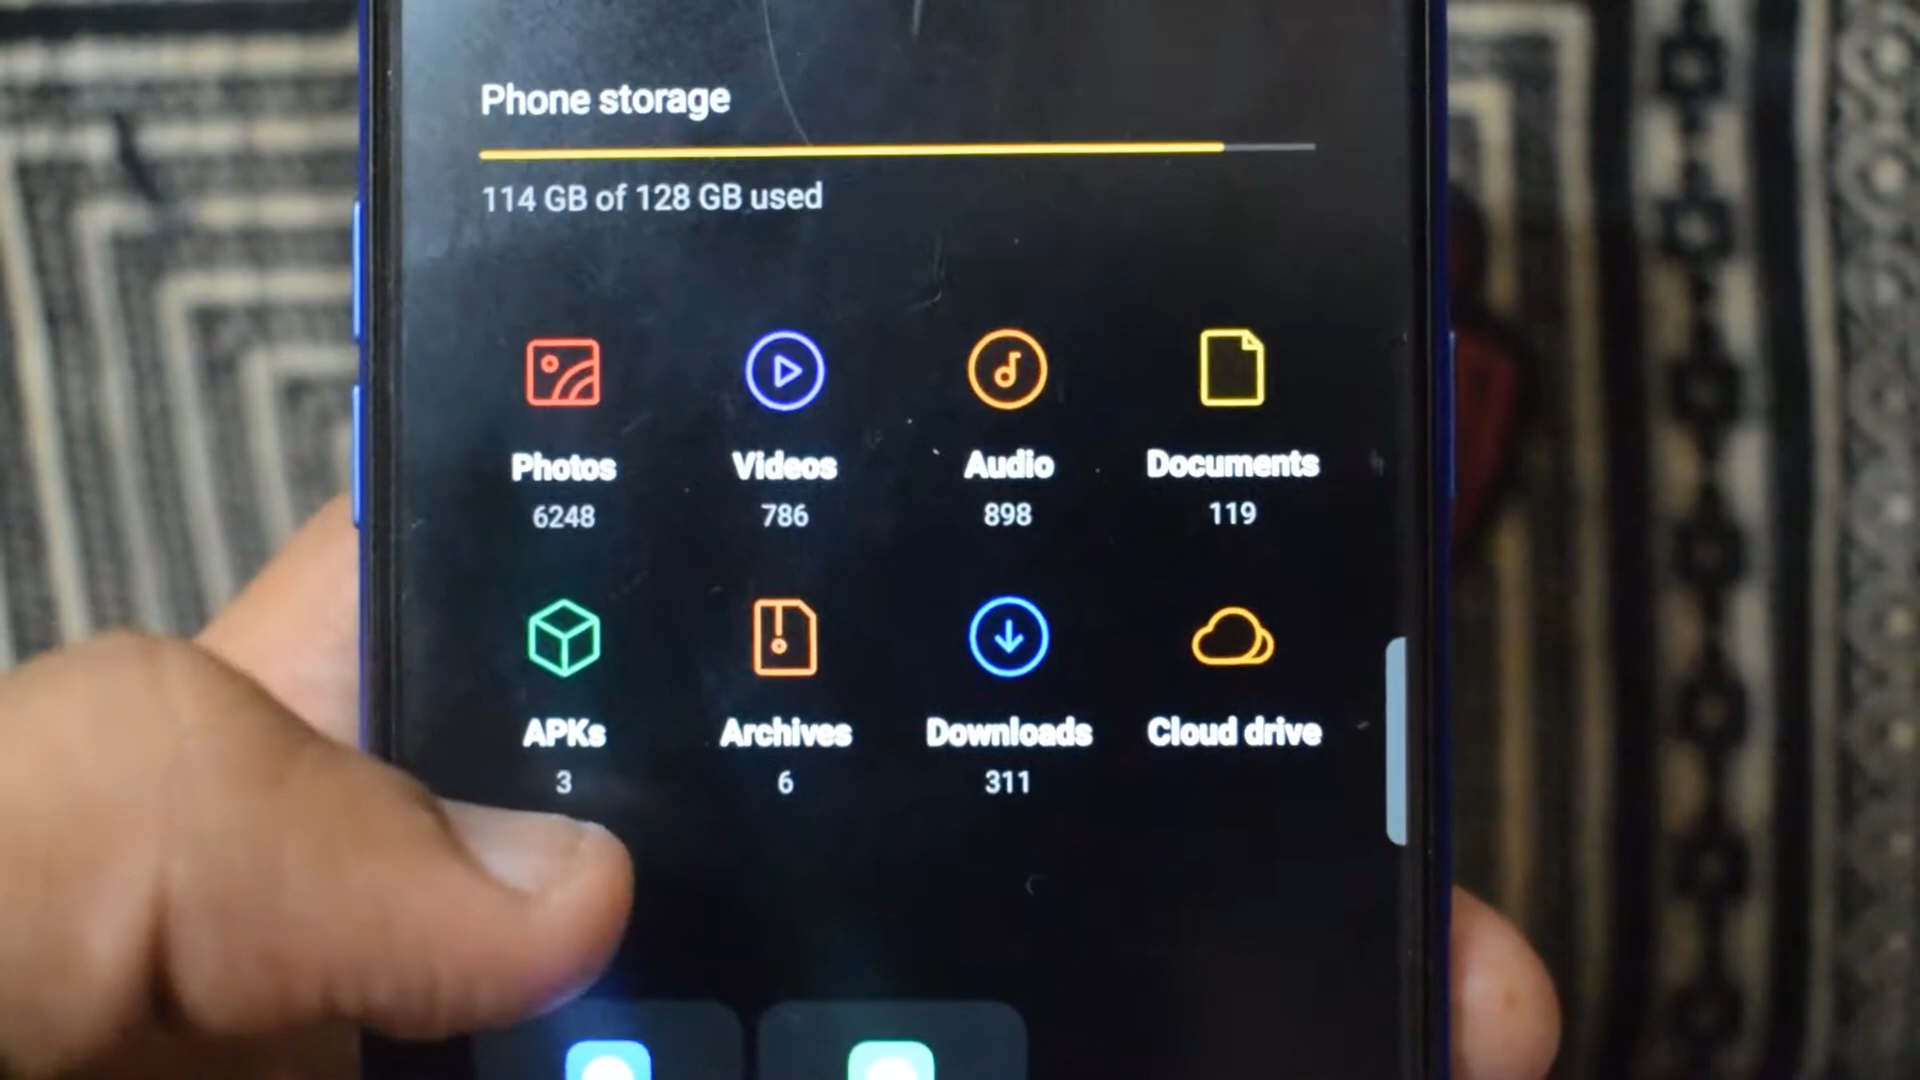 Phone storage
114 GB of 128 GB used
Photos Videos Audio Documents
6248 786 898 119
APKs Archives Downloads Cloud drive
3 6 311